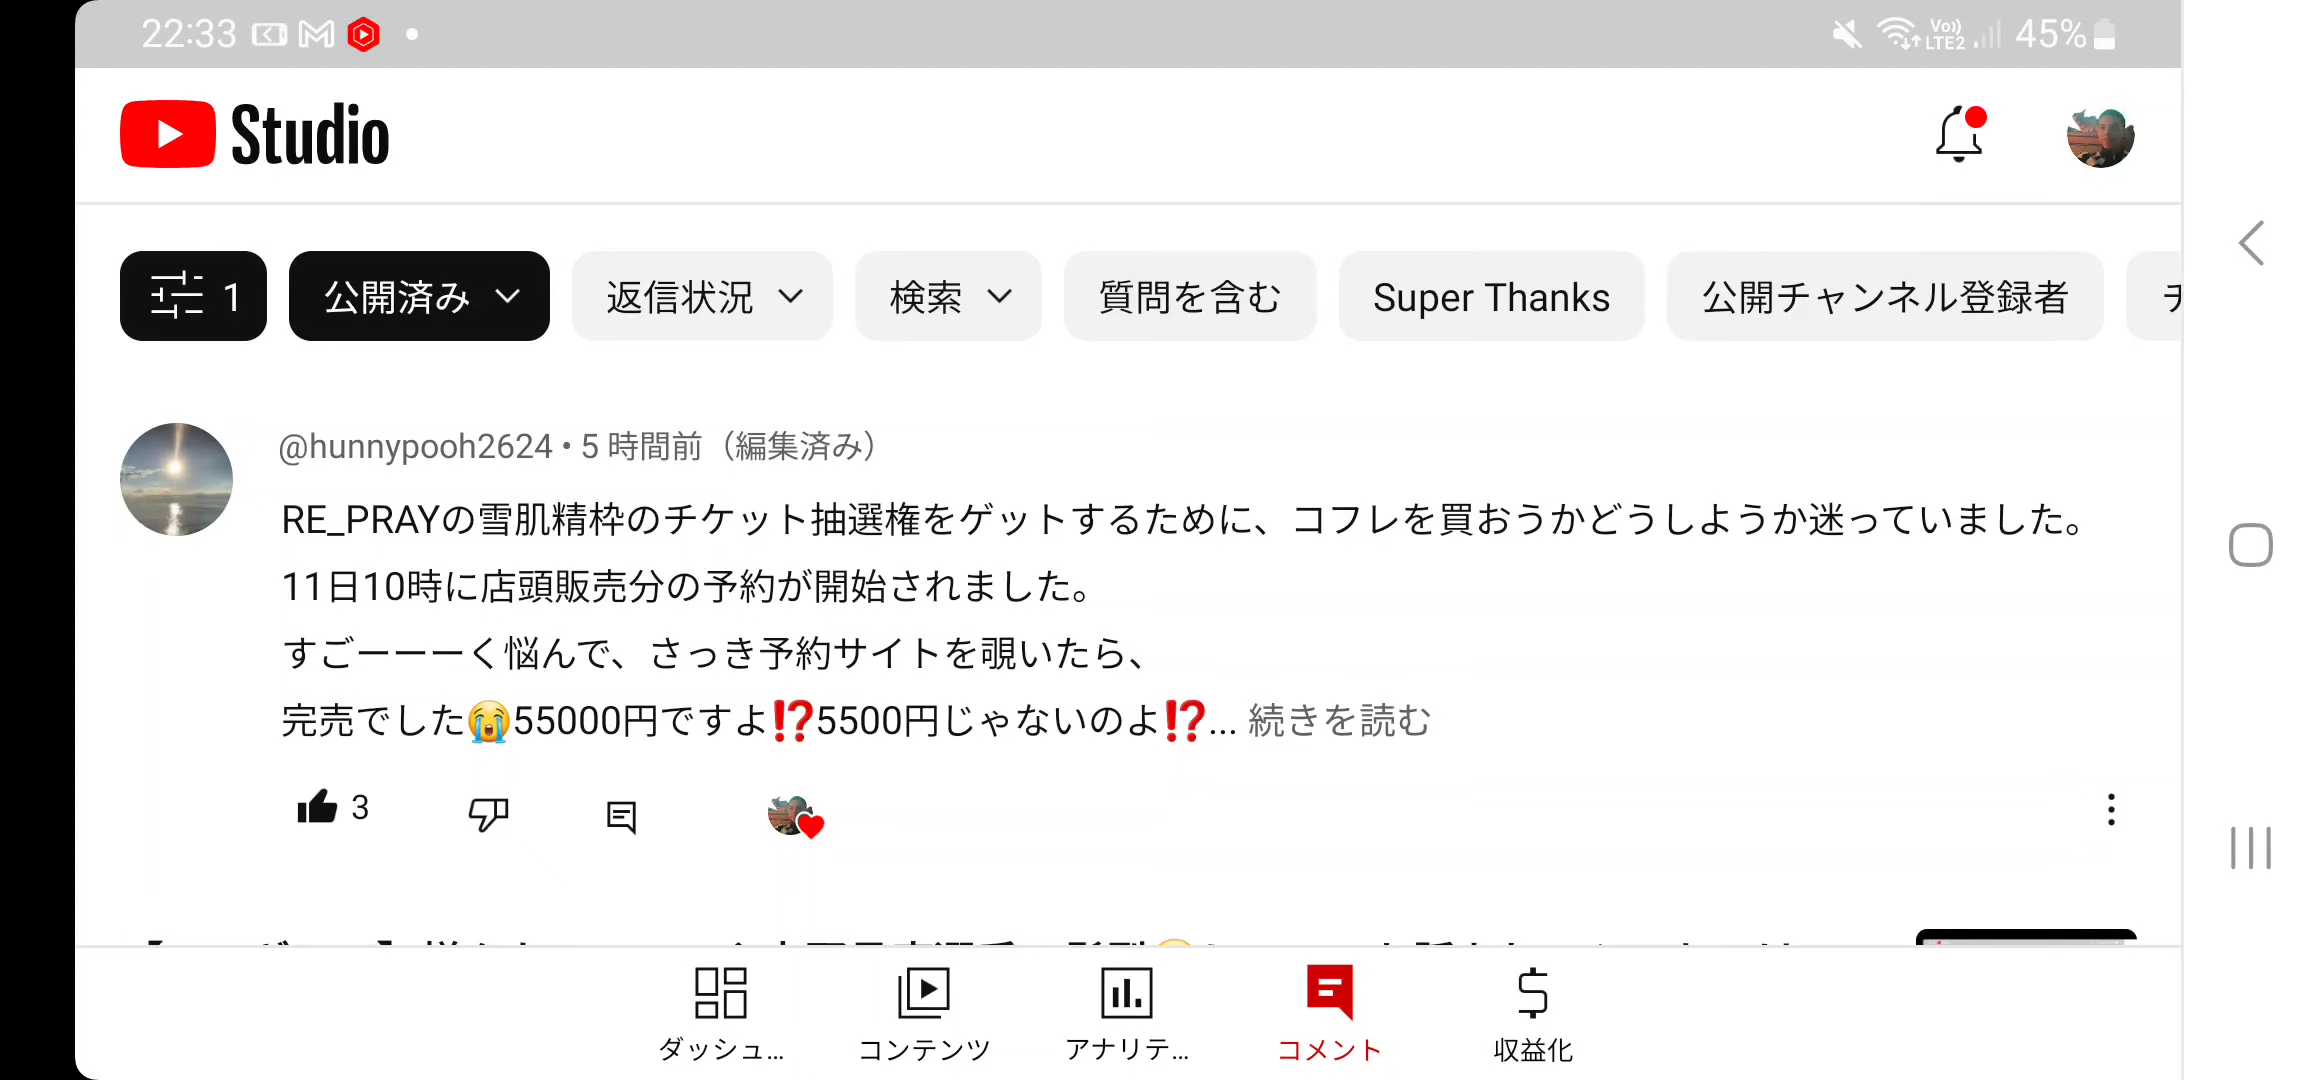 22:33
Vo)) LTE2 45%
Studio
1 公開済み 返信状況 検索 質問を含む Super Thanks 公開チャンネル登録者
@hunnypooh2624 • 5 時間前（編集済み）
RE_PRAYの雪肌精枠のチケット抽選権をゲットするために、コフレを買おうかどうしようか迷っていました。
11日10時に店頭販売分の予約が開始されました。
すごーーーく悩んで、さっき予約サイトを覗いたら、
完売でした😭55000円ですよ⁉️5500円じゃないのよ⁉️... 続きを読む
3
ダッシュ... コンテンツ アナリテ... コメント 収益化